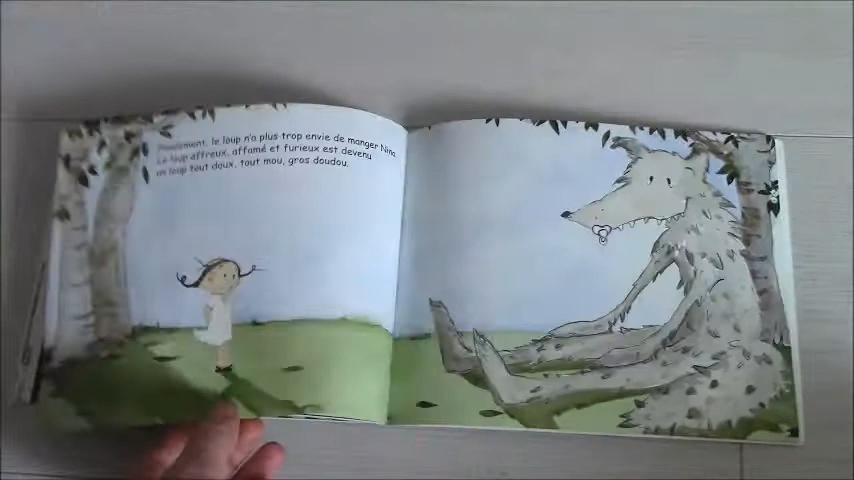 Finalement, le loup n'a plus trop envie de manger Nina.
Le loup affreux, affamé et furieux est devenu
un loup tout doux, tout mou, gros doudou.